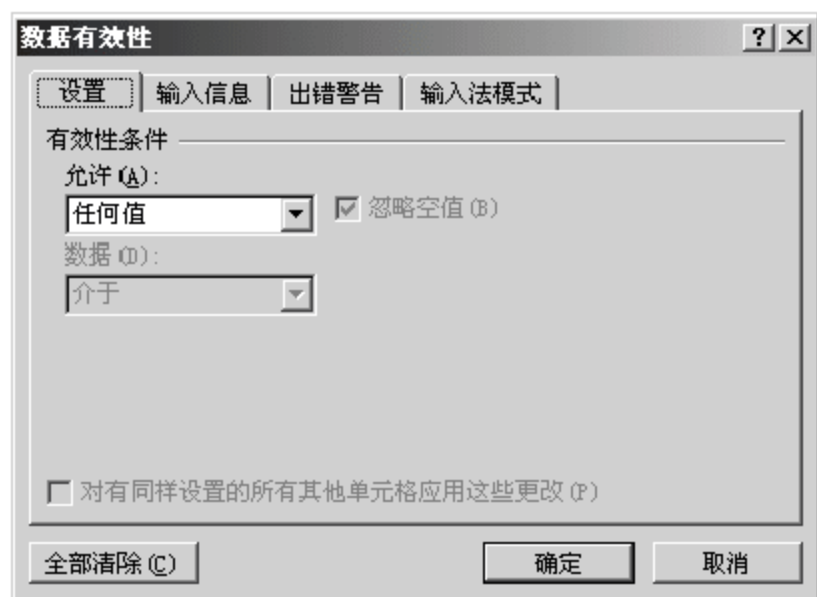 数据有效性
设置 输入信息 出错警告 输入法模式
有效性条件
允许(A):
任何值 忽略空值(B)
数据(D):
介于
对有同样设置的所有其他单元格应用这些更改(P)
全部清除(C) 确定 取消